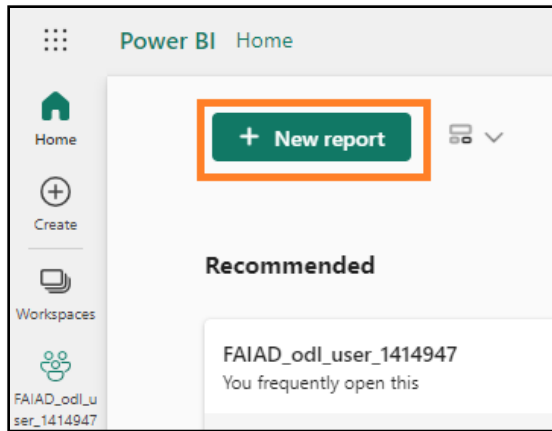 Power BI Home
Home
+ New report
Create
Recommended
Workspaces
FAIAD_odl_user_1414947
You frequently open this
FAIAD_odl_u
ser_1414947